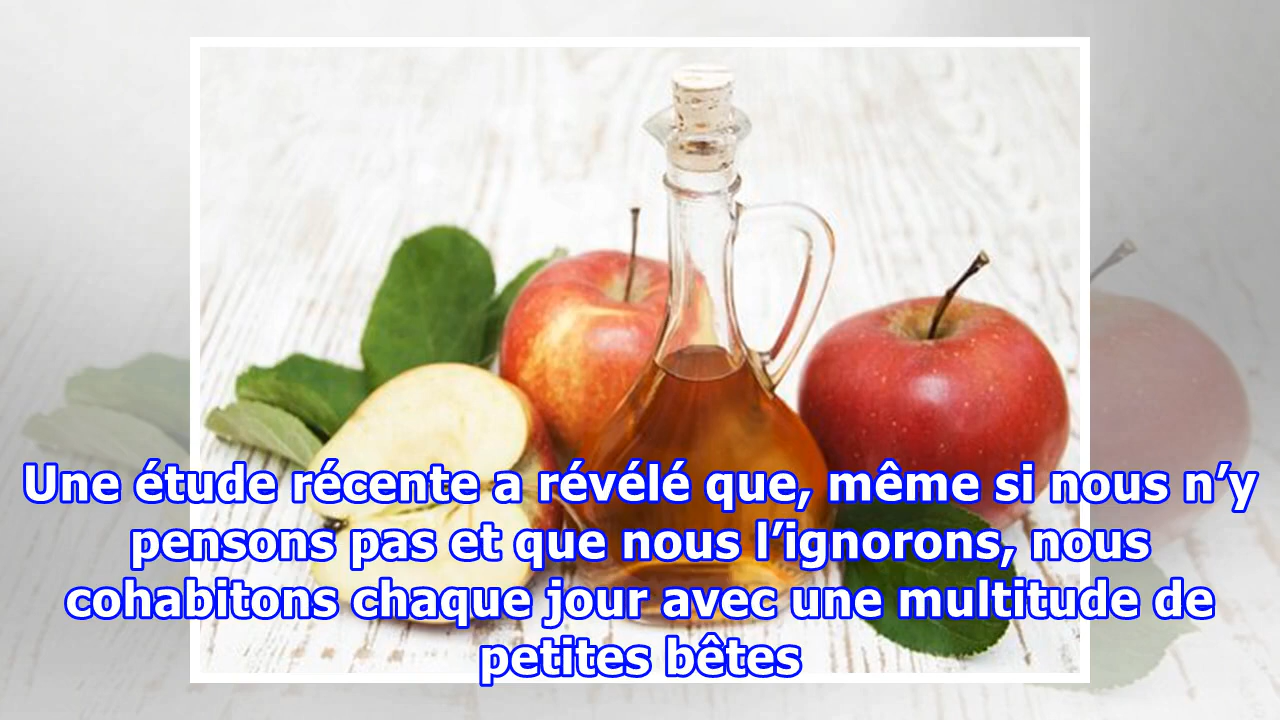 Une étude récente a révélé que, même si nous n’y
pensons pas et que nous l’ignorons, nous
cohabitons chaque jour avec une multitude de
petites bêtes